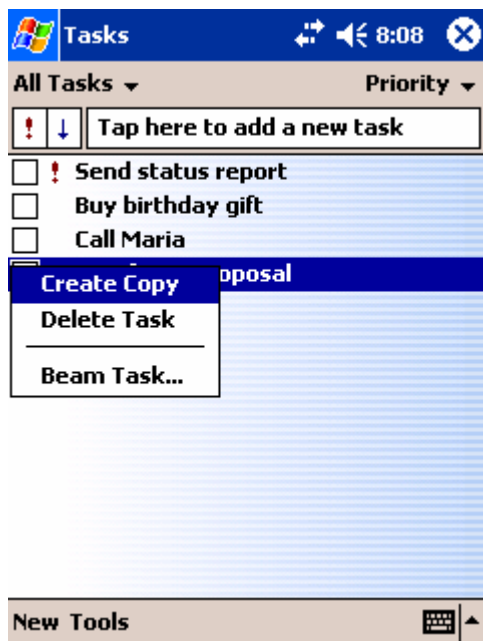 Tasks 8:08
All Tasks Priority
! ↓ Tap here to add a new task
! Send status report
Buy birthday gift
Call Maria
Create Copy
Delete Task
Beam Task...
New Tools